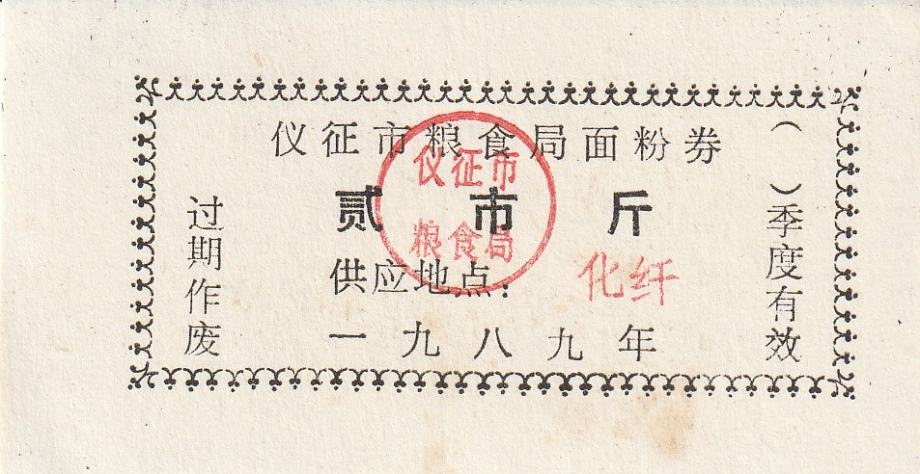 仪征市粮食局面粉券
贰市斤
供应地点：化纤
一九八九年
过期作废
（ ）季度有效
仪征市
粮食局